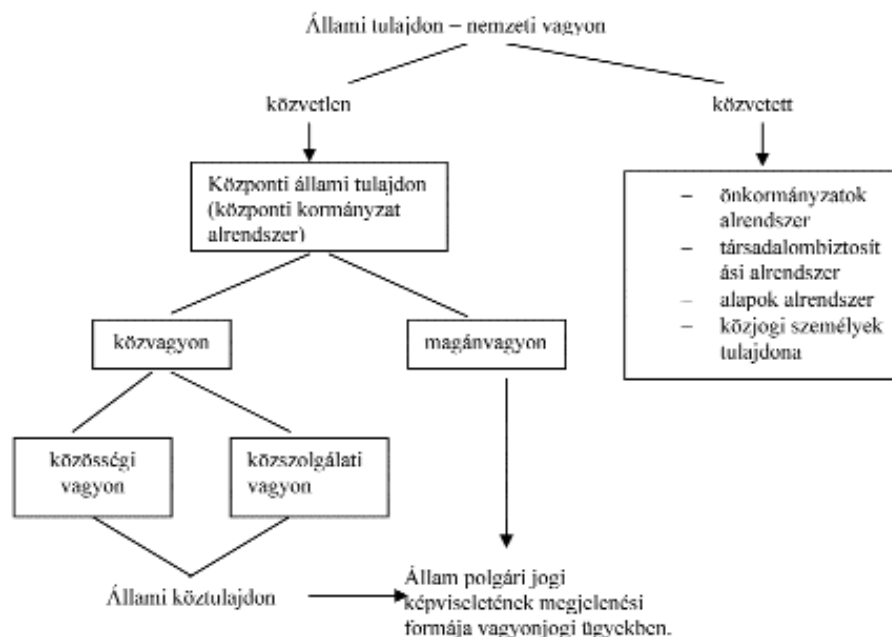 Állami tulajdon – nemzeti vagyon
közvetlen
közvetett
Központi állami tulajdon
(központi kormányzat
alrendszer)
– önkormányzatok
alrendszer
– társadalombiztosít
ási alrendszer
– alapok alrendszer
– közjogi személyek
tulajdona
közvagyon
magánvagyon
közösségi
vagyon
közszolgálati
vagyon
Állami köztulajdon
Állam polgári jogi
képviseletének megjelenési
formája vagyonjogi ügyekben.